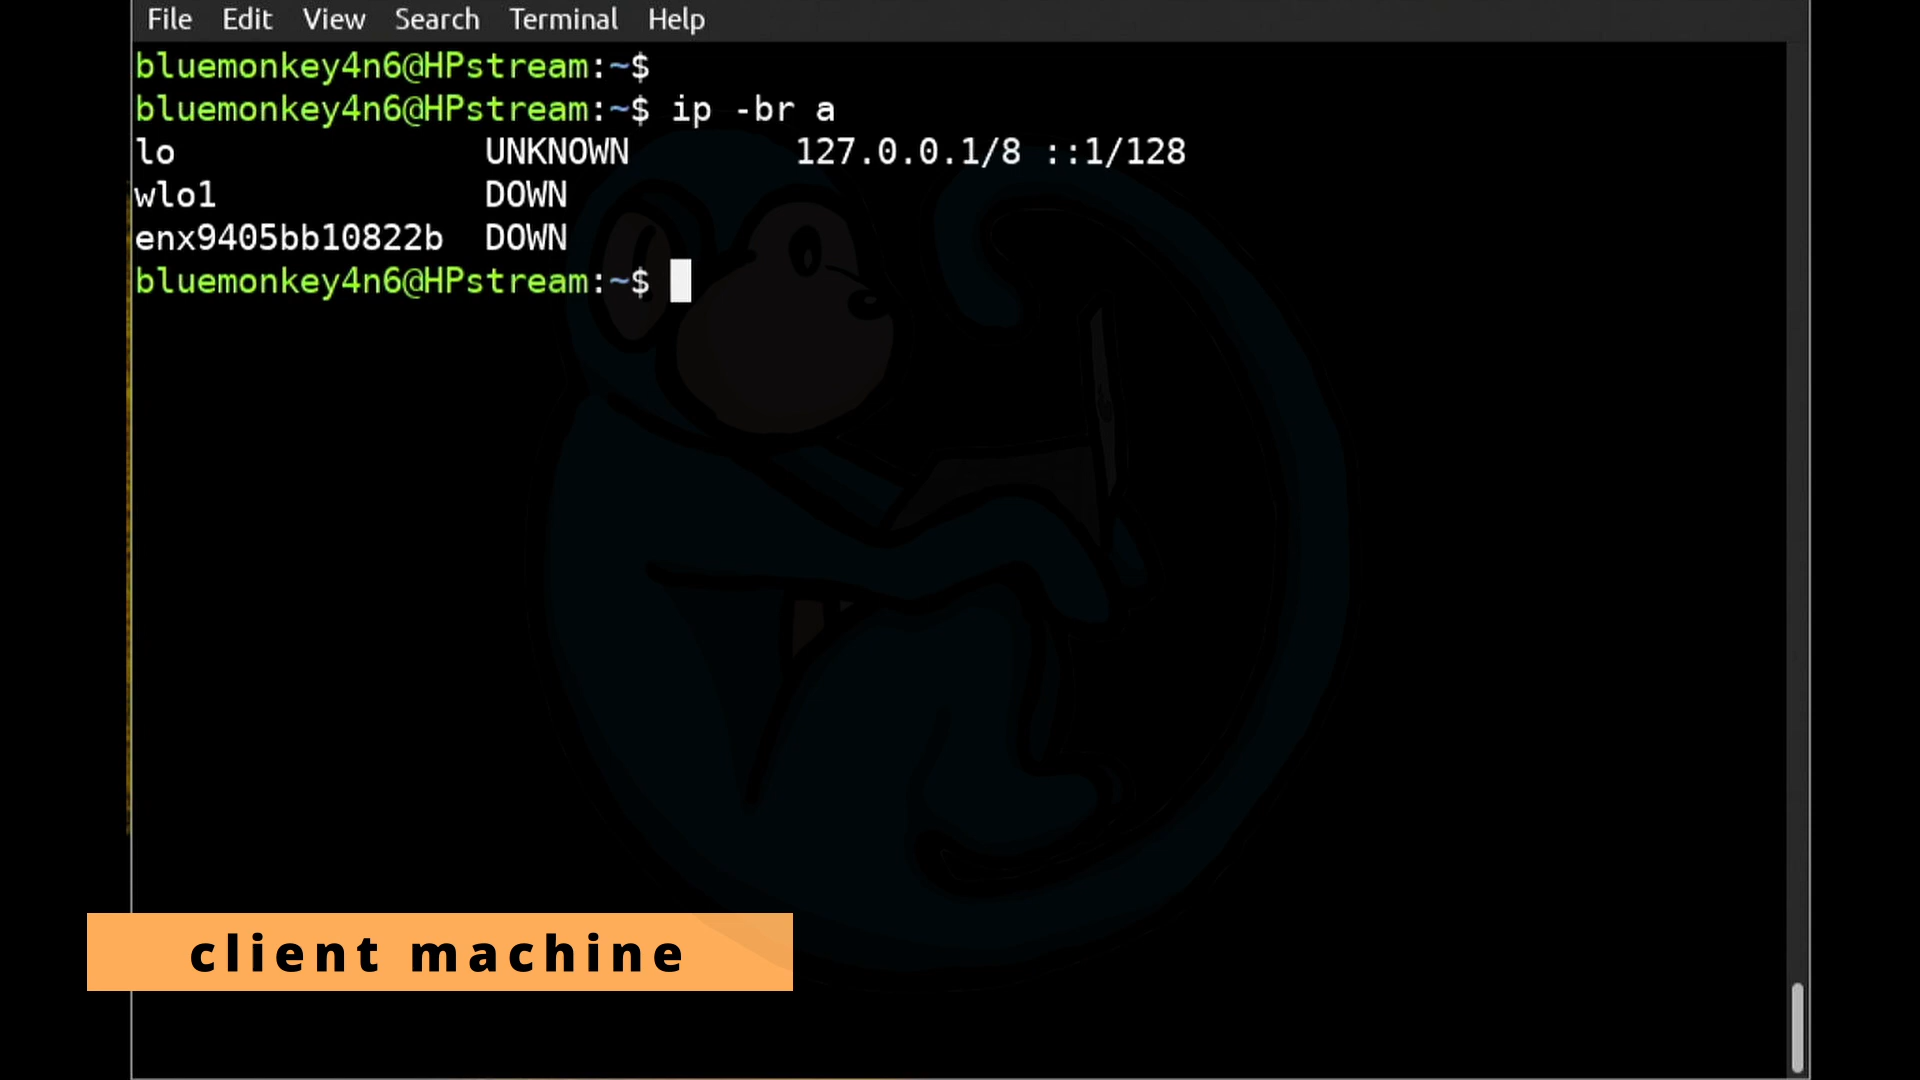 File Edit View Search Terminal Help
bluemonkey4n6@HPstream:~$
bluemonkey4n6@HPstream:~$ ip -br a
lo UNKNOWN 127.0.0.1/8 ::1/128
wlo1 DOWN
enx9405bb10822b DOWN
bluemonkey4n6@HPstream:~$
client machine